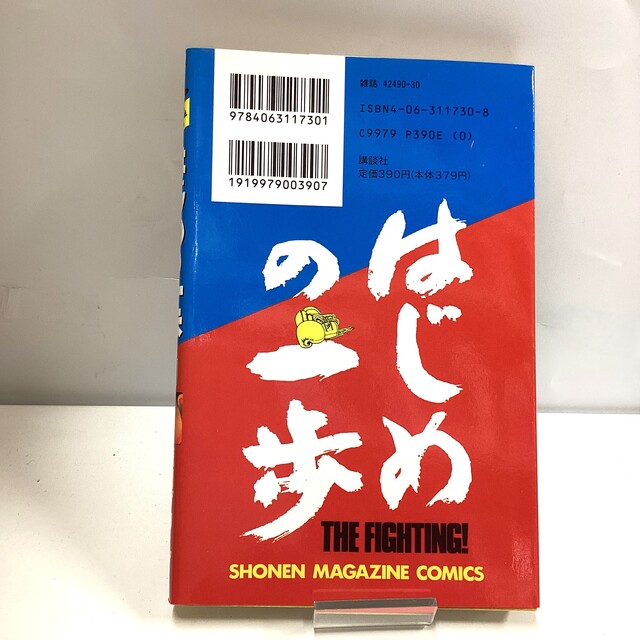 9784063117301
1919979003907
雑誌 42490-30
ISBN4-06-311730-8
C9979 P390E (0)
講談社
定価390円(本体379円)
はじめ
の一歩
THE FIGHTING!
SHONEN MAGAZINE COMICS